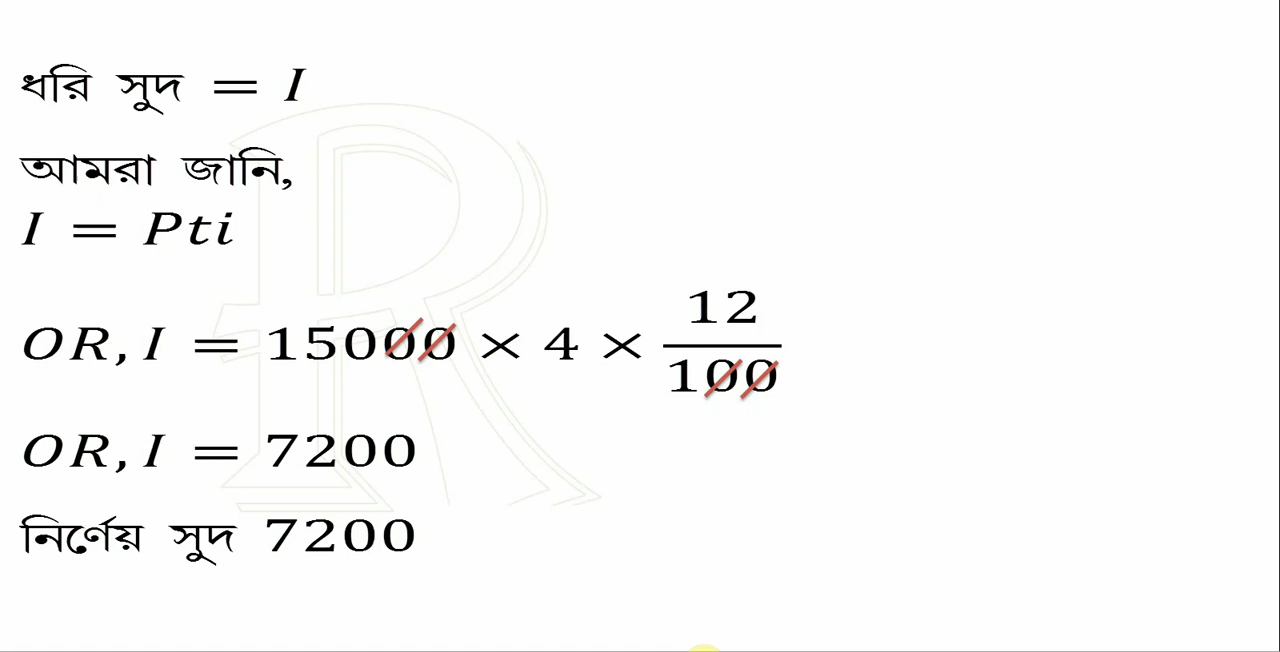 ধরি সুদ = I
আমরা জানি,
I = Pti
OR, I = 15000 × 4 × 12/100
OR, I = 7200
নির্ণেয় সুদ 7200